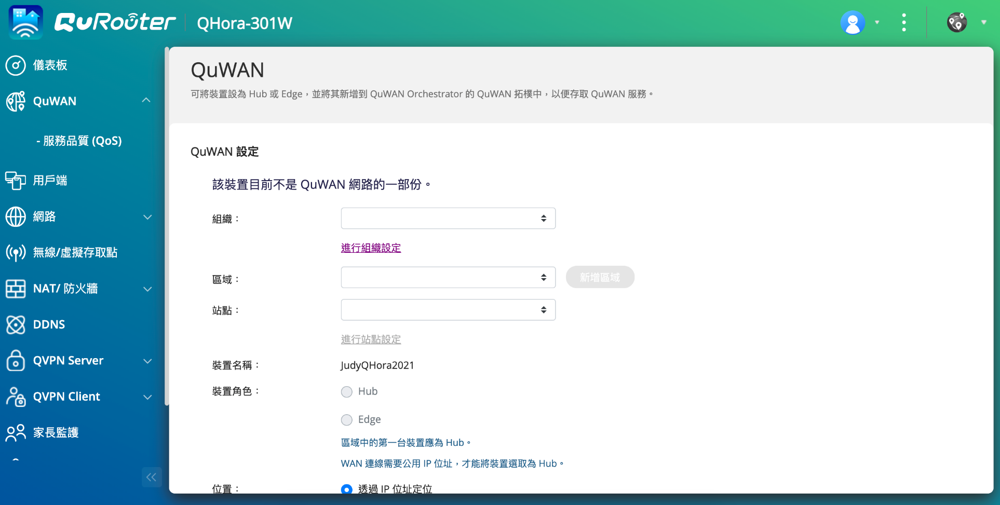 QuRouter
QHora-301W
儀表板
QuWAN
- 服務品質 (QoS)
用戶端
網路
無線/虛擬存取點
NAT/ 防火牆
DDNS
QVPN Server
QVPN Client
家長監護
QuWAN
可將裝置設為 Hub 或 Edge，並將其新增到 QuWAN Orchestrator 的 QuWAN 拓樸中，以便存取 QuWAN 服務。
QuWAN 設定
該裝置目前不是 QuWAN 網路的一部份。
組織：
進行組織設定
區域：
新增區域
站點：
進行站點設定
裝置名稱：
JudyQHora2021
裝置角色：
Hub
Edge
區域中的第一台裝置應為 Hub。
WAN 連線需要公用 IP 位址，才能將裝置選取為 Hub。
位置：
透過 IP 位址定位